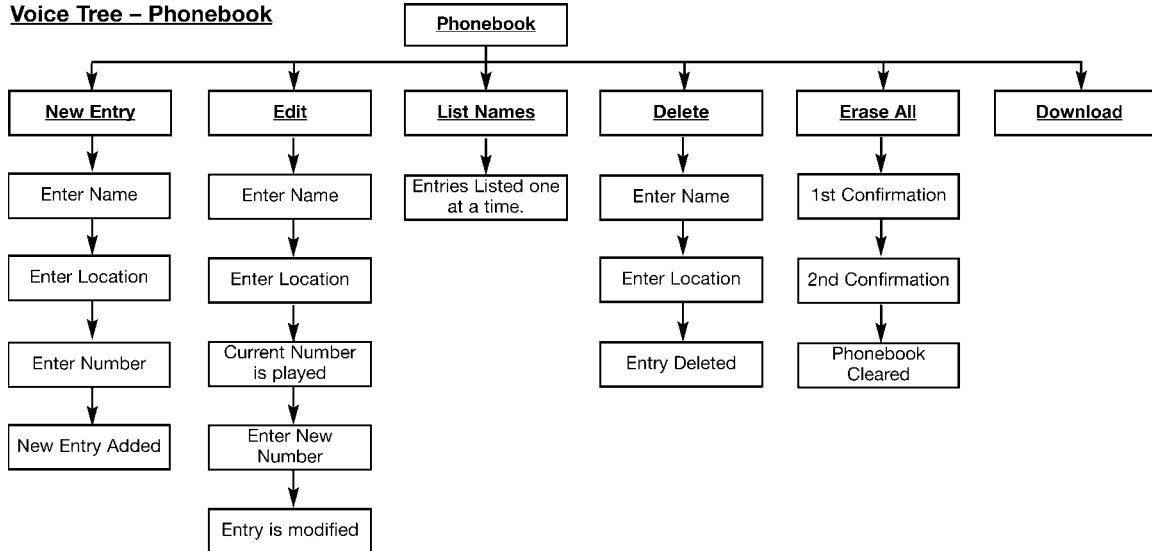 Voice Tree – Phonebook
Phonebook
New Entry
Edit
List Names
Delete
Erase All
Download
Enter Name
Enter Name
Entries Listed one
at a time.
Enter Name
1st Confirmation
Enter Location
Enter Location
Enter Location
2nd Confirmation
Enter Number
Current Number
is played
Entry Deleted
Phonebook
Cleared
New Entry Added
Enter New
Number
Entry is modified